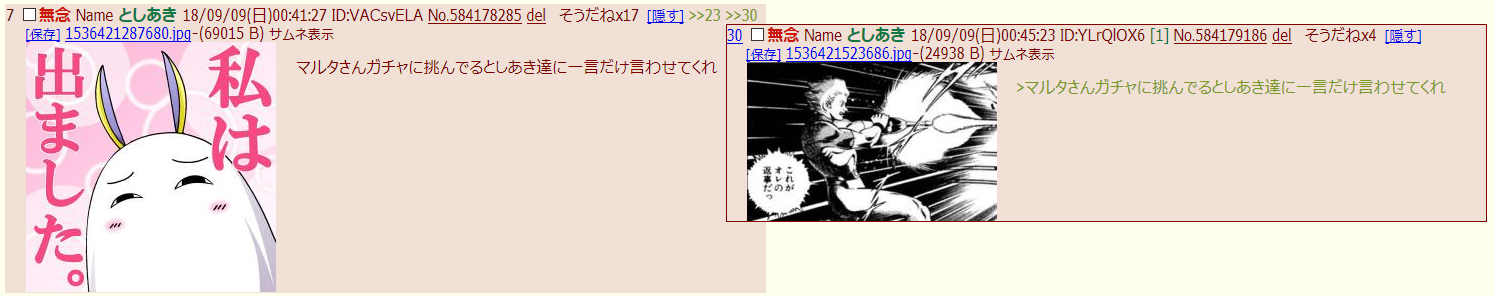 7 無念 Name としあき 18/09/09(日)00:41:27 ID:VACsvELA No.584178285 del そうだねx17 [隠す] >>23 >>30
[保存] 1536421287680.jpg-(69015 B) サムネ表示
マルタさんガチャに挑んでるとしあき達に一言だけ言わせてくれ
私は
出ました。
30 無念 Name としあき 18/09/09(日)00:45:23 ID:YLrQlOX6 [1] No.584179186 del そうだねx4 [隠す]
[保存] 1536421523686.jpg-(24938 B) サムネ表示
>マルタさんガチャに挑んでるとしあき達に一言だけ言わせてくれ
これが
オレの
返事だっ